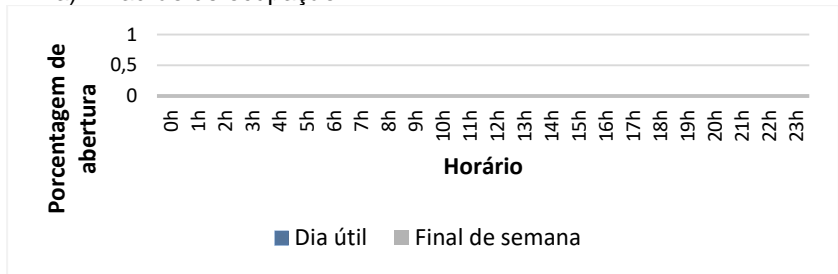 1
0,5
0
Porcentagem de
abertura
0h 1h 2h 3h 4h 5h 6h 7h 8h 9h 10h 11h 12h 13h 14h 15h 16h 17h 18h 19h 20h 21h 22h 23h
Horário
Dia útil Final de semana